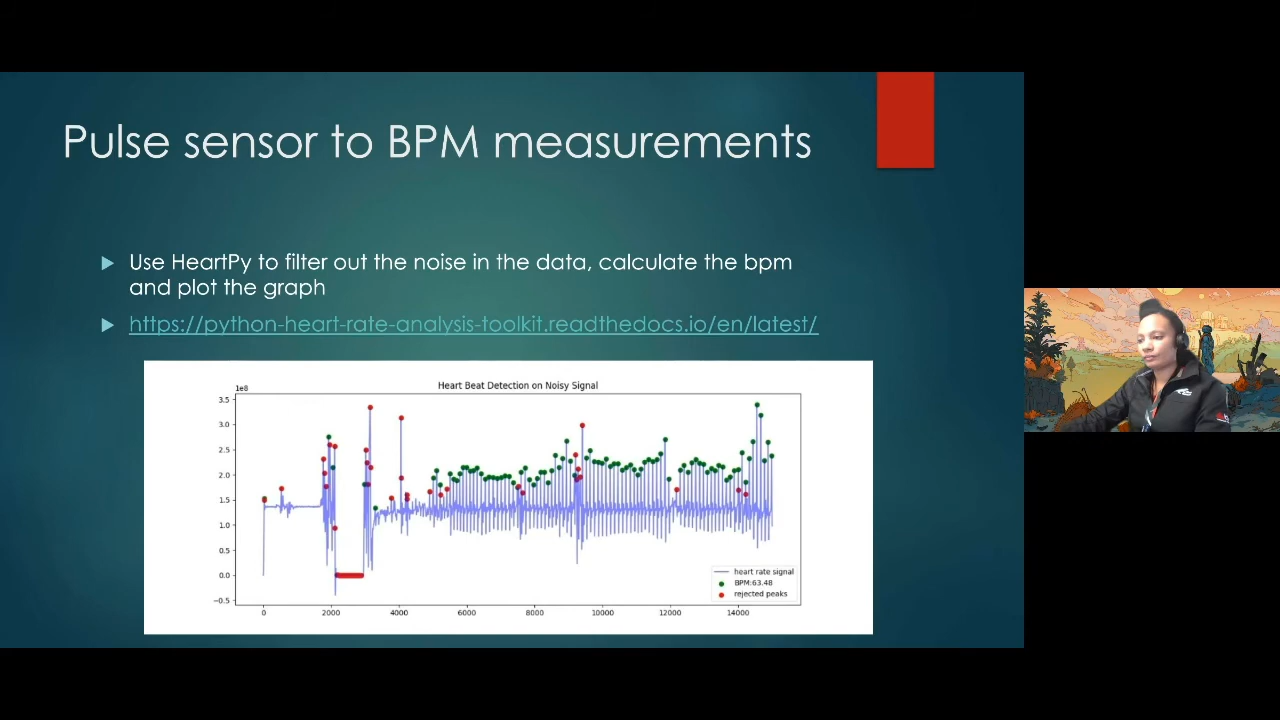 Pulse sensor to BPM measurements
Use HeartPy to filter out the noise in the data, calculate the bpm
and plot the graph
https://python-heart-rate-analysis-toolkit.readthedocs.io/en/latest/
Heart Beat Detection on Noisy Signal
1e8
3.5
3.0
2.5
2.0
1.5
1.0
0.5
0.0
−0.5
0 2000 4000 6000 8000 10000 12000 14000
heart rate signal
BPM:63.48
rejected peaks